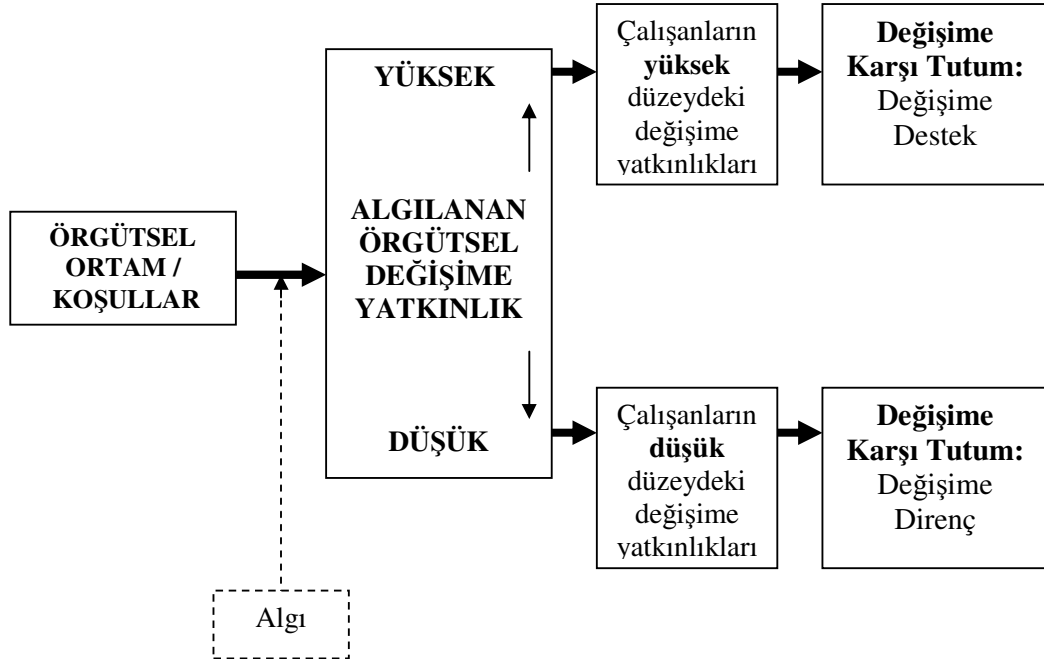 ÖRGÜTSEL
ORTAM /
KOŞULLAR
Algı
YÜKSEK
ALGILANAN
ÖRGÜTSEL
DEĞİŞİME
YATKINLIK
DÜŞÜK
Çalışanların
yüksek
düzeydeki
değişime
yatkınlıkları
Değişime
Karşı Tutum:
Değişime
Destek
Çalışanların
düşük
düzeydeki
değişime
yatkınlıkları
Değişime
Karşı Tutum:
Değişime
Direnç